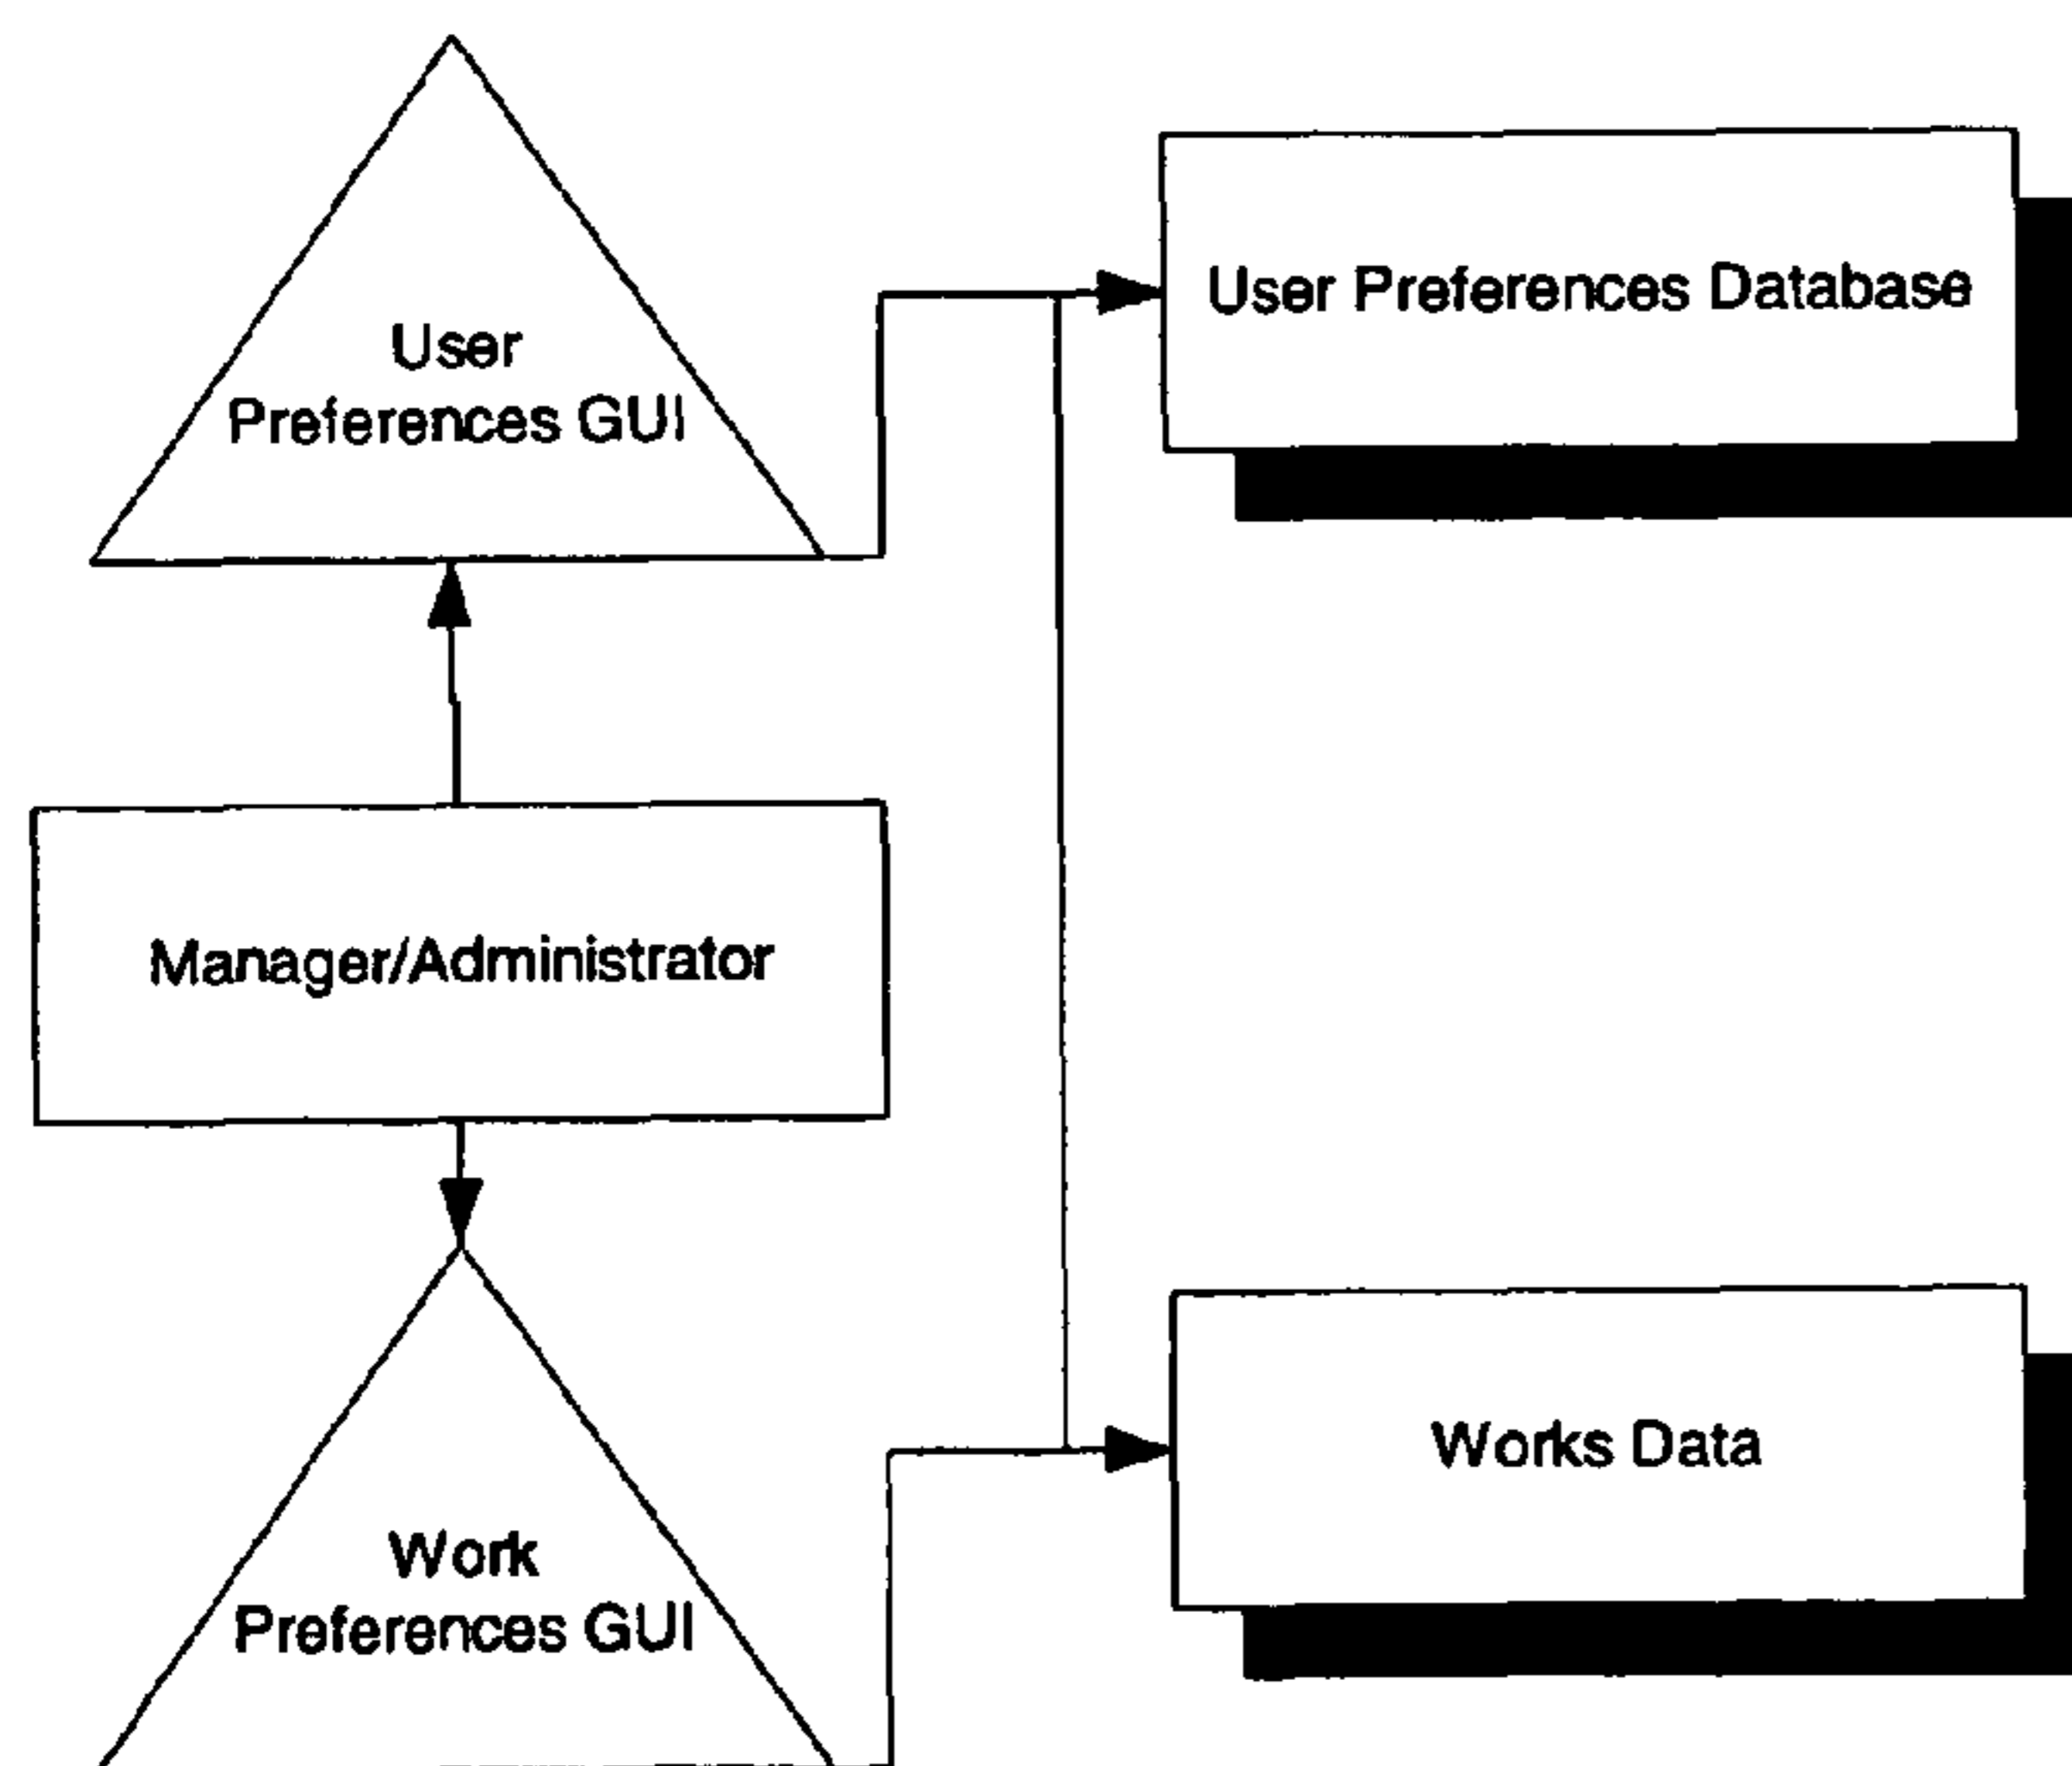 User
Preferences GUI
User Preferences Database
Manager/Administrator
Works Data
Work
Preferences GUI